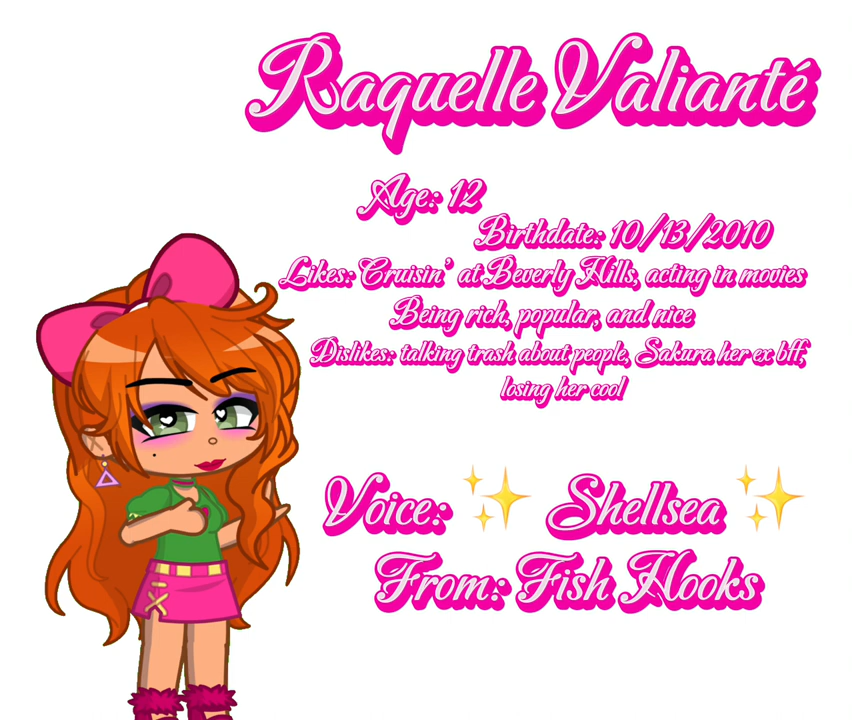 Raquelle Valianté
Age: 12
Birthdate: 10/13/2010
Likes: Cruisin' at Beverly Hills, acting in movies
Being rich, popular, and nice
Dislikes: talking trash about people, Sakura her ex bff,
losing her cool
Voice: ✨ Shellsea ✨
From: Fish Hooks